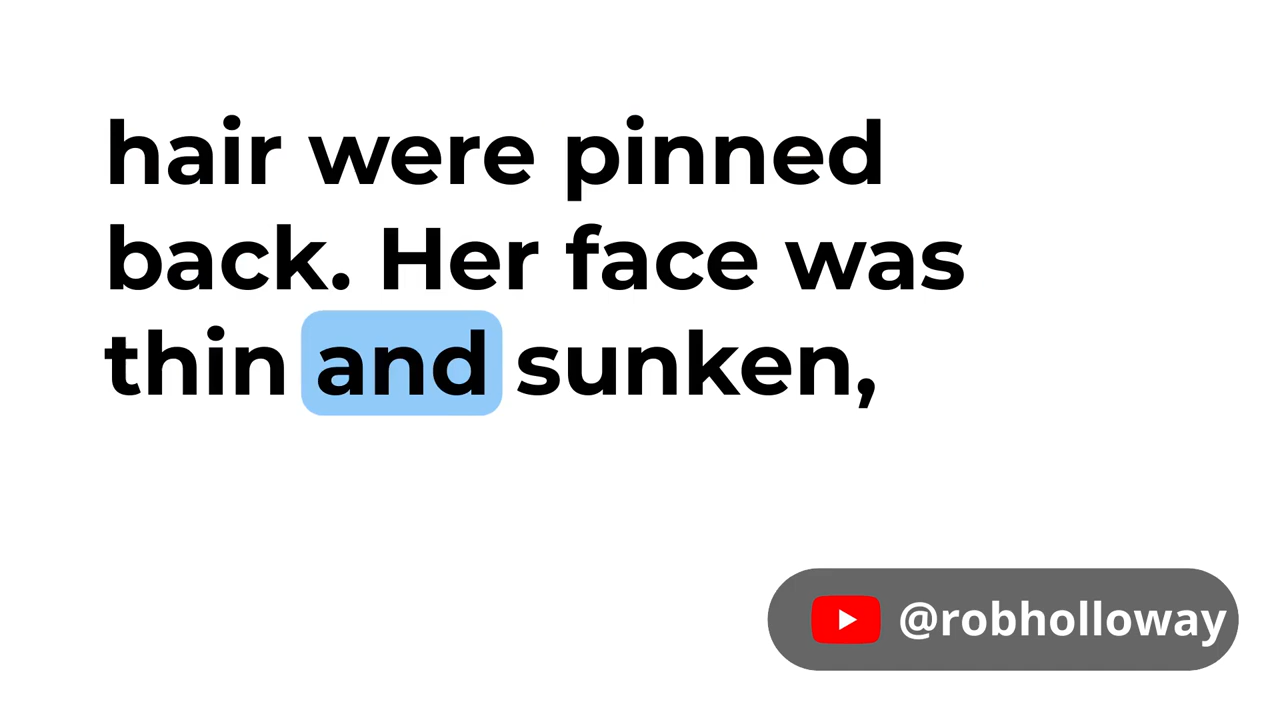 hair were pinned
back. Her face was
thin and sunken,
@robholloway